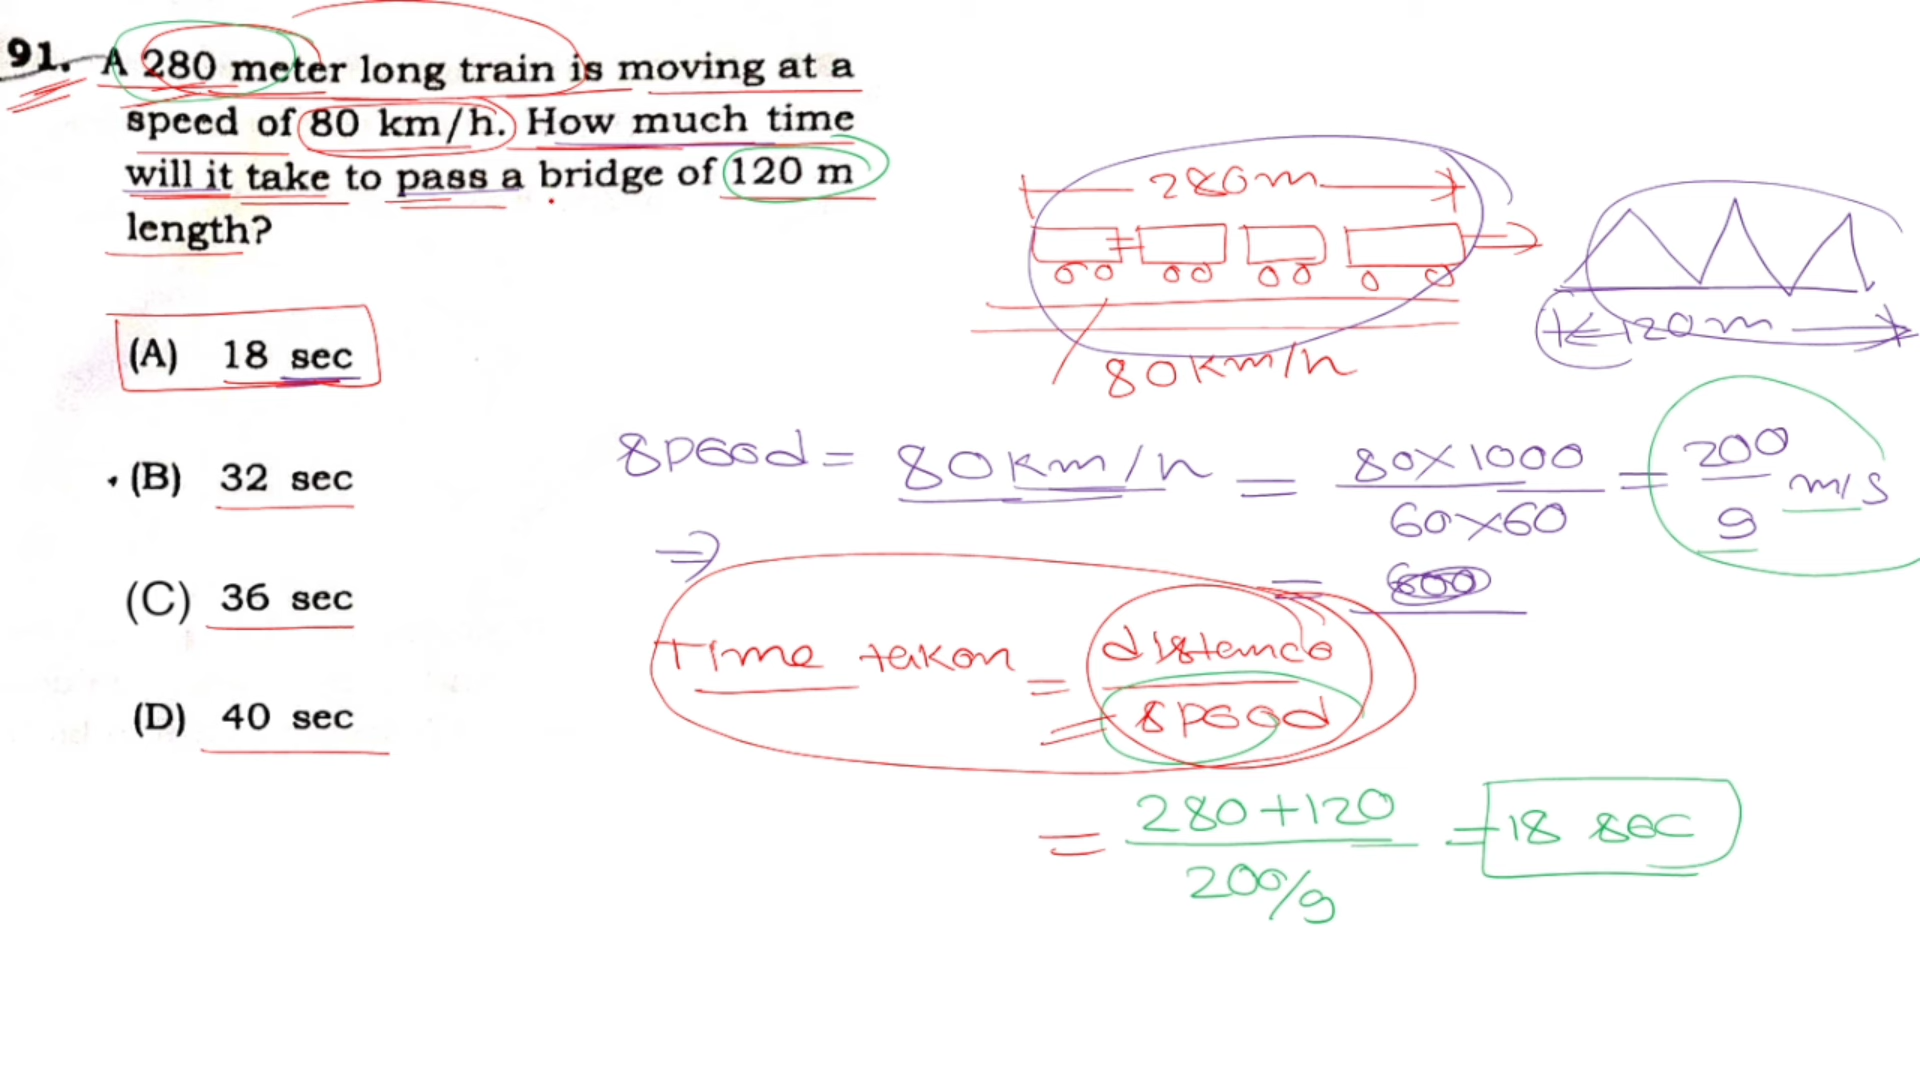 91. A 280 meter long train is moving at a
speed of 80 km/h. How much time
will it take to pass a bridge of 120 m
length?
(A) 18 sec
(B) 32 sec
(C) 36 sec
(D) 40 sec
280m
120m
80km/h
speed = 80km/h = 80×1000 / 60×60 = 200 / 9 m/s
⇒
=
Time taken = distance / speed
= 280+120 / 200/9 = 18 sec